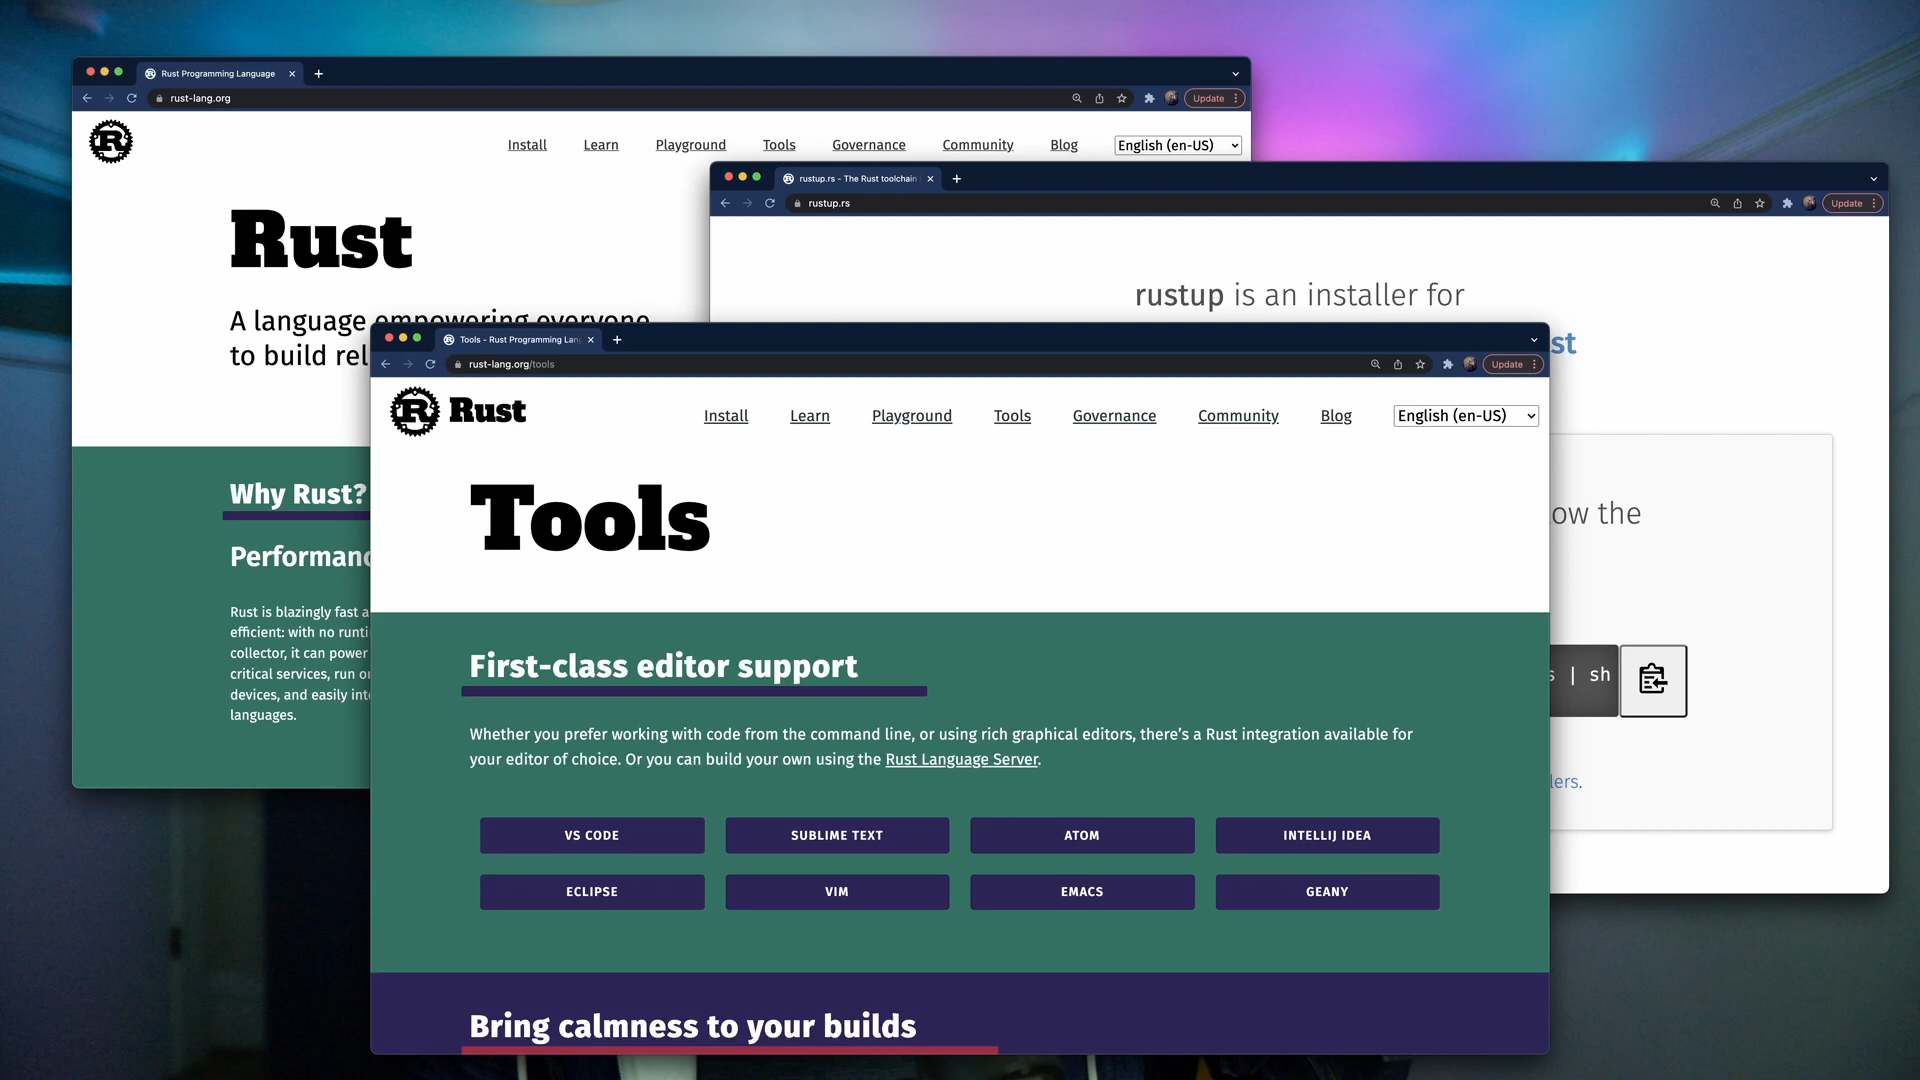 Rust Programming Language
rust-lang.org
Update
R
Install
Learn
Playground
Tools
Governance
Community
Blog
English (en-US)
Rust
A language empowering everyone
to build rel
Why Rust?
Performanc
Rust is blazingly fast a
efficient: with no runti
collector, it can power
critical services, run o
devices, and easily inte
languages.
rustup.rs - The Rust toolchain
rustup.rs
Update
rustup is an installer for
st
ow the
s | sh
lers.
Tools - Rust Programming Lan
rust-lang.org/tools
Update
R Rust
Install
Learn
Playground
Tools
Governance
Community
Blog
English (en-US)
Tools
First-class editor support
Whether you prefer working with code from the command line, or using rich graphical editors, there’s a Rust integration available for
your editor of choice. Or you can build your own using the Rust Language Server.
VS CODE
SUBLIME TEXT
ATOM
INTELLIJ IDEA
ECLIPSE
VIM
EMACS
GEANY
Bring calmness to your builds